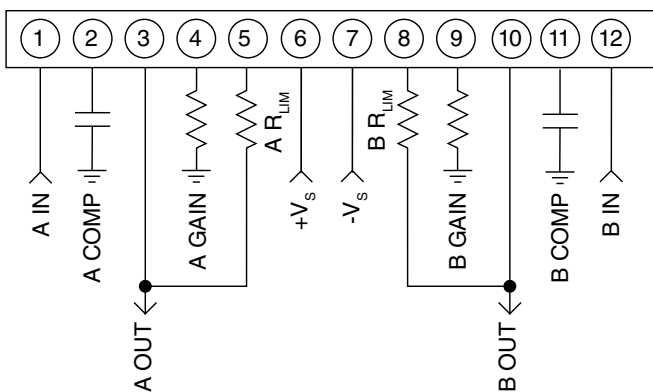 1 2 3 4 5 6 7 8 9 10 11 12
A IN
A COMP
A OUT
A GAIN
A R_LIM
+V_S
-V_S
B R_LIM
B GAIN
B OUT
B COMP
B IN